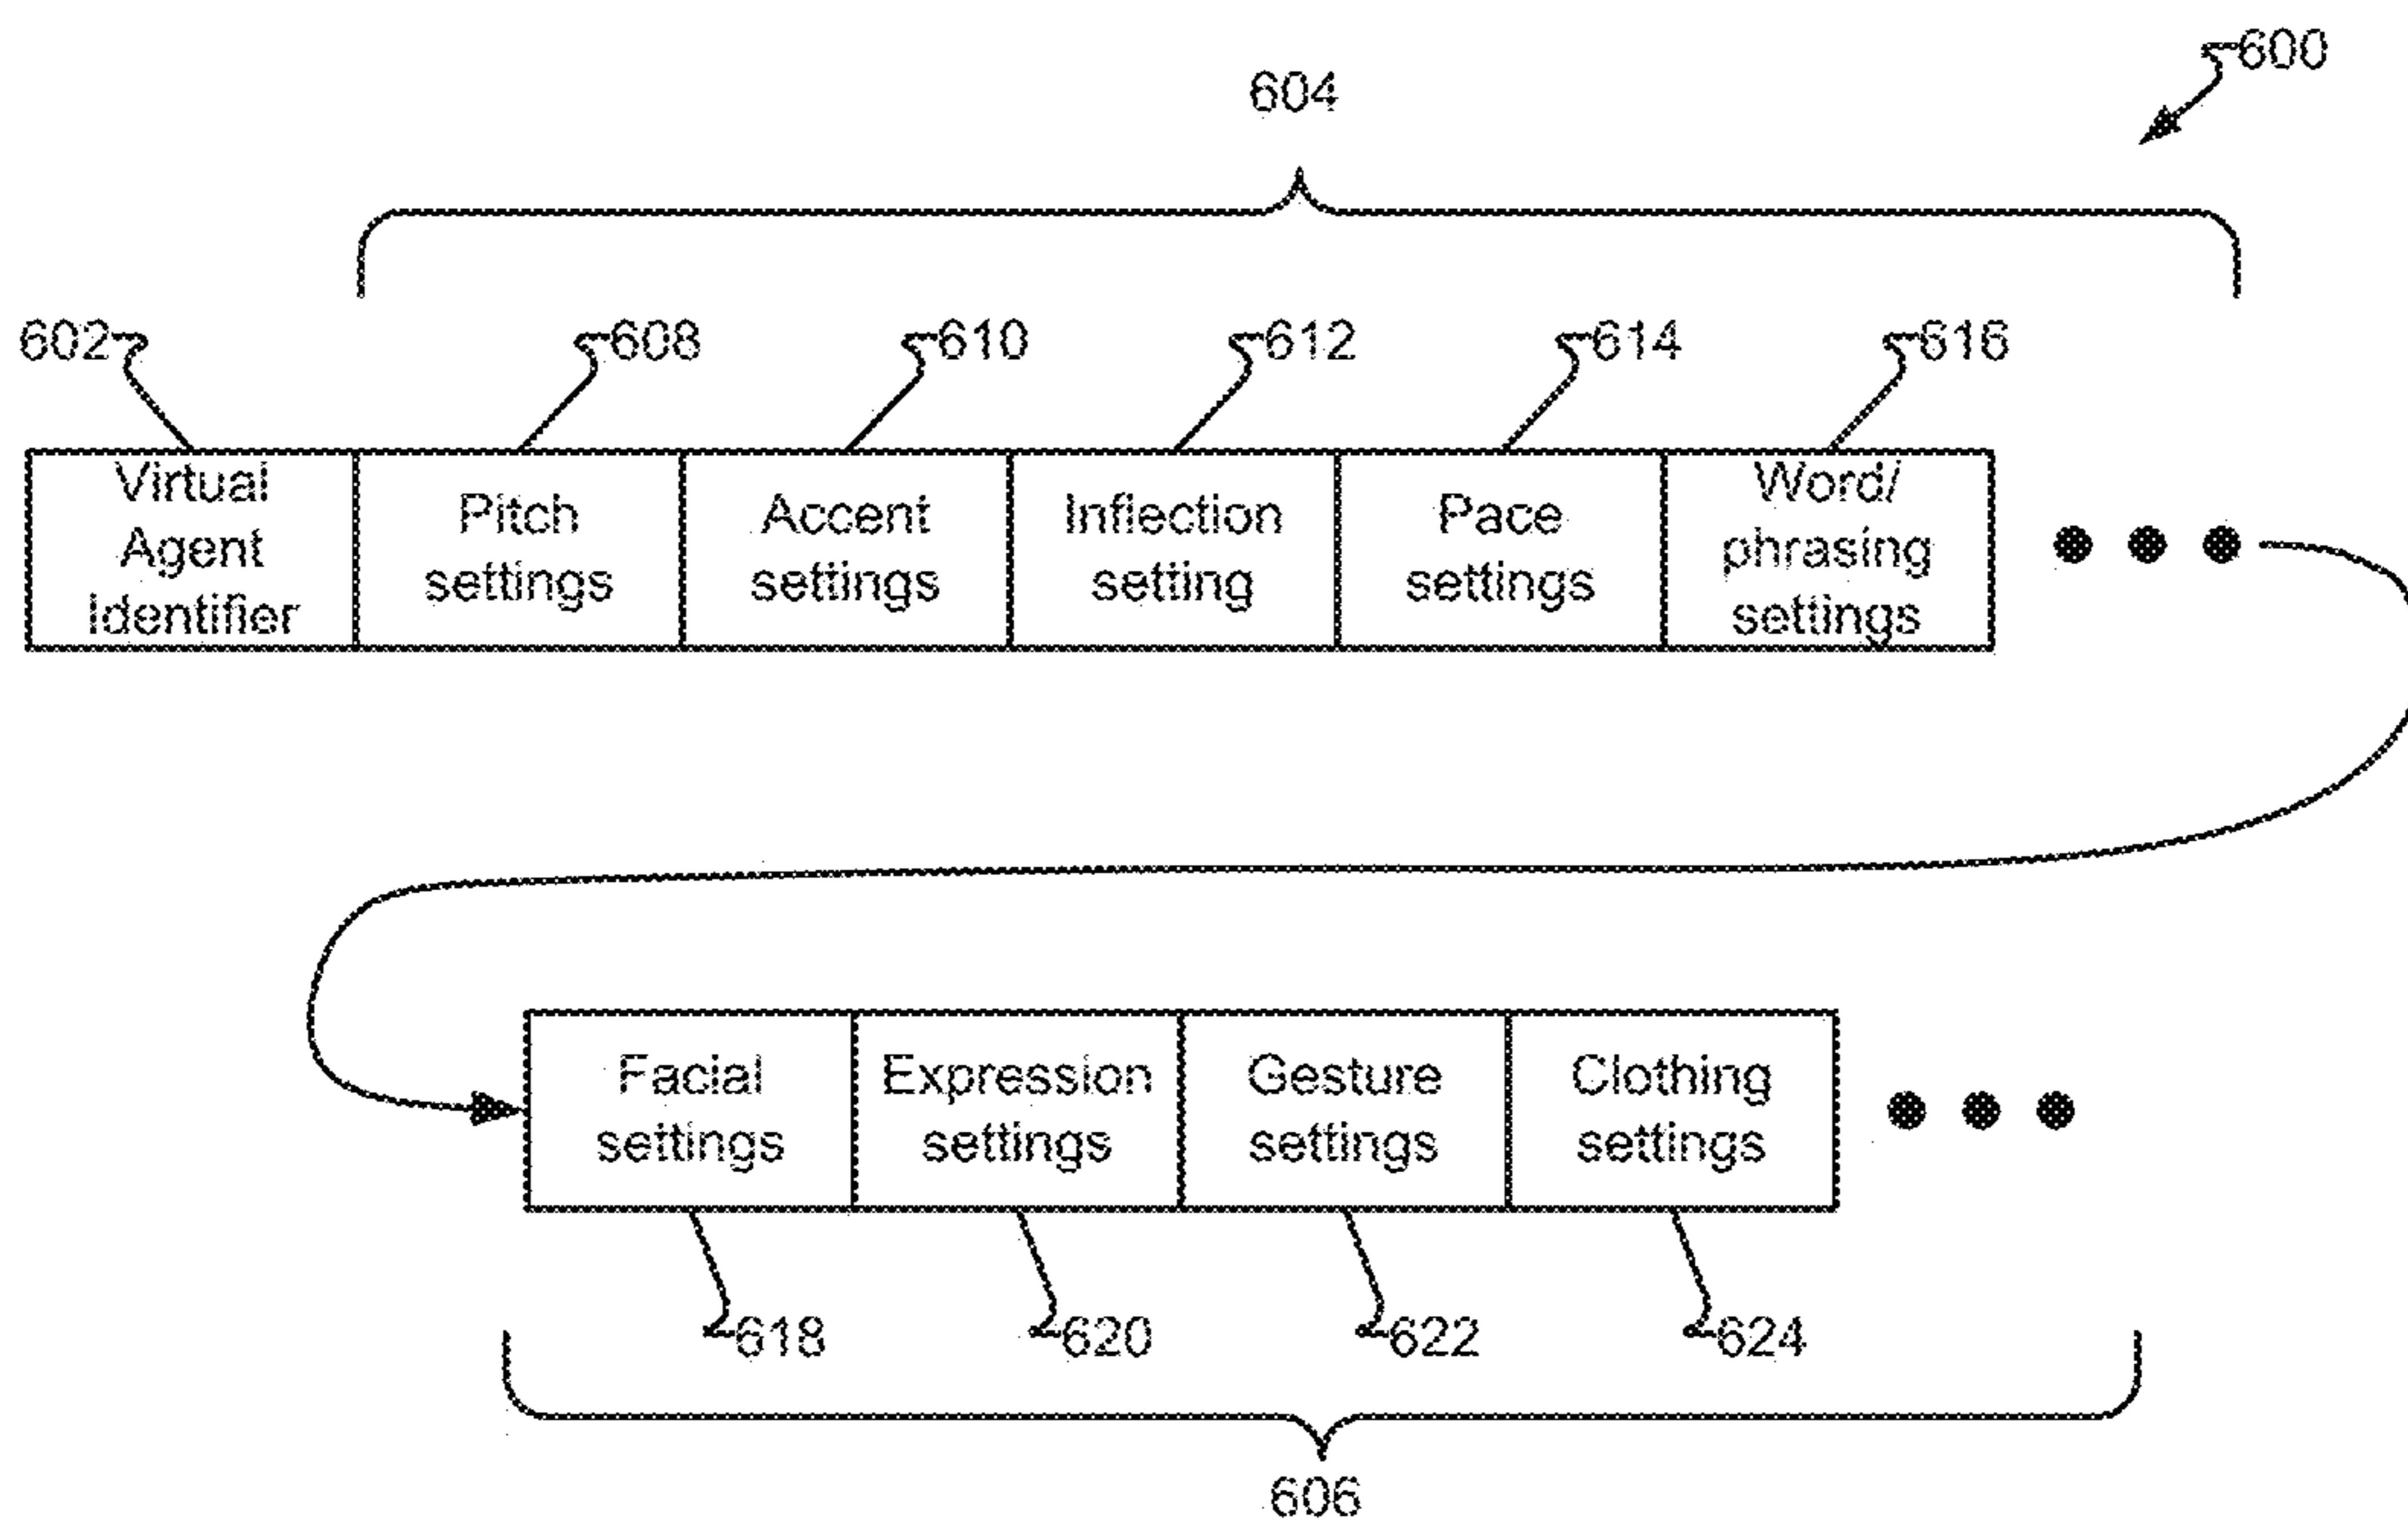 600
604
602
608
610
612
614
616
Virtual
Agent
Identifier
Pitch
settings
Accent
settings
Inflection
setting
Pace
settings
Word/
phrasing
settings
Facial
settings
Expression
settings
Gesture
settings
Clothing
settings
618
620
622
624
606